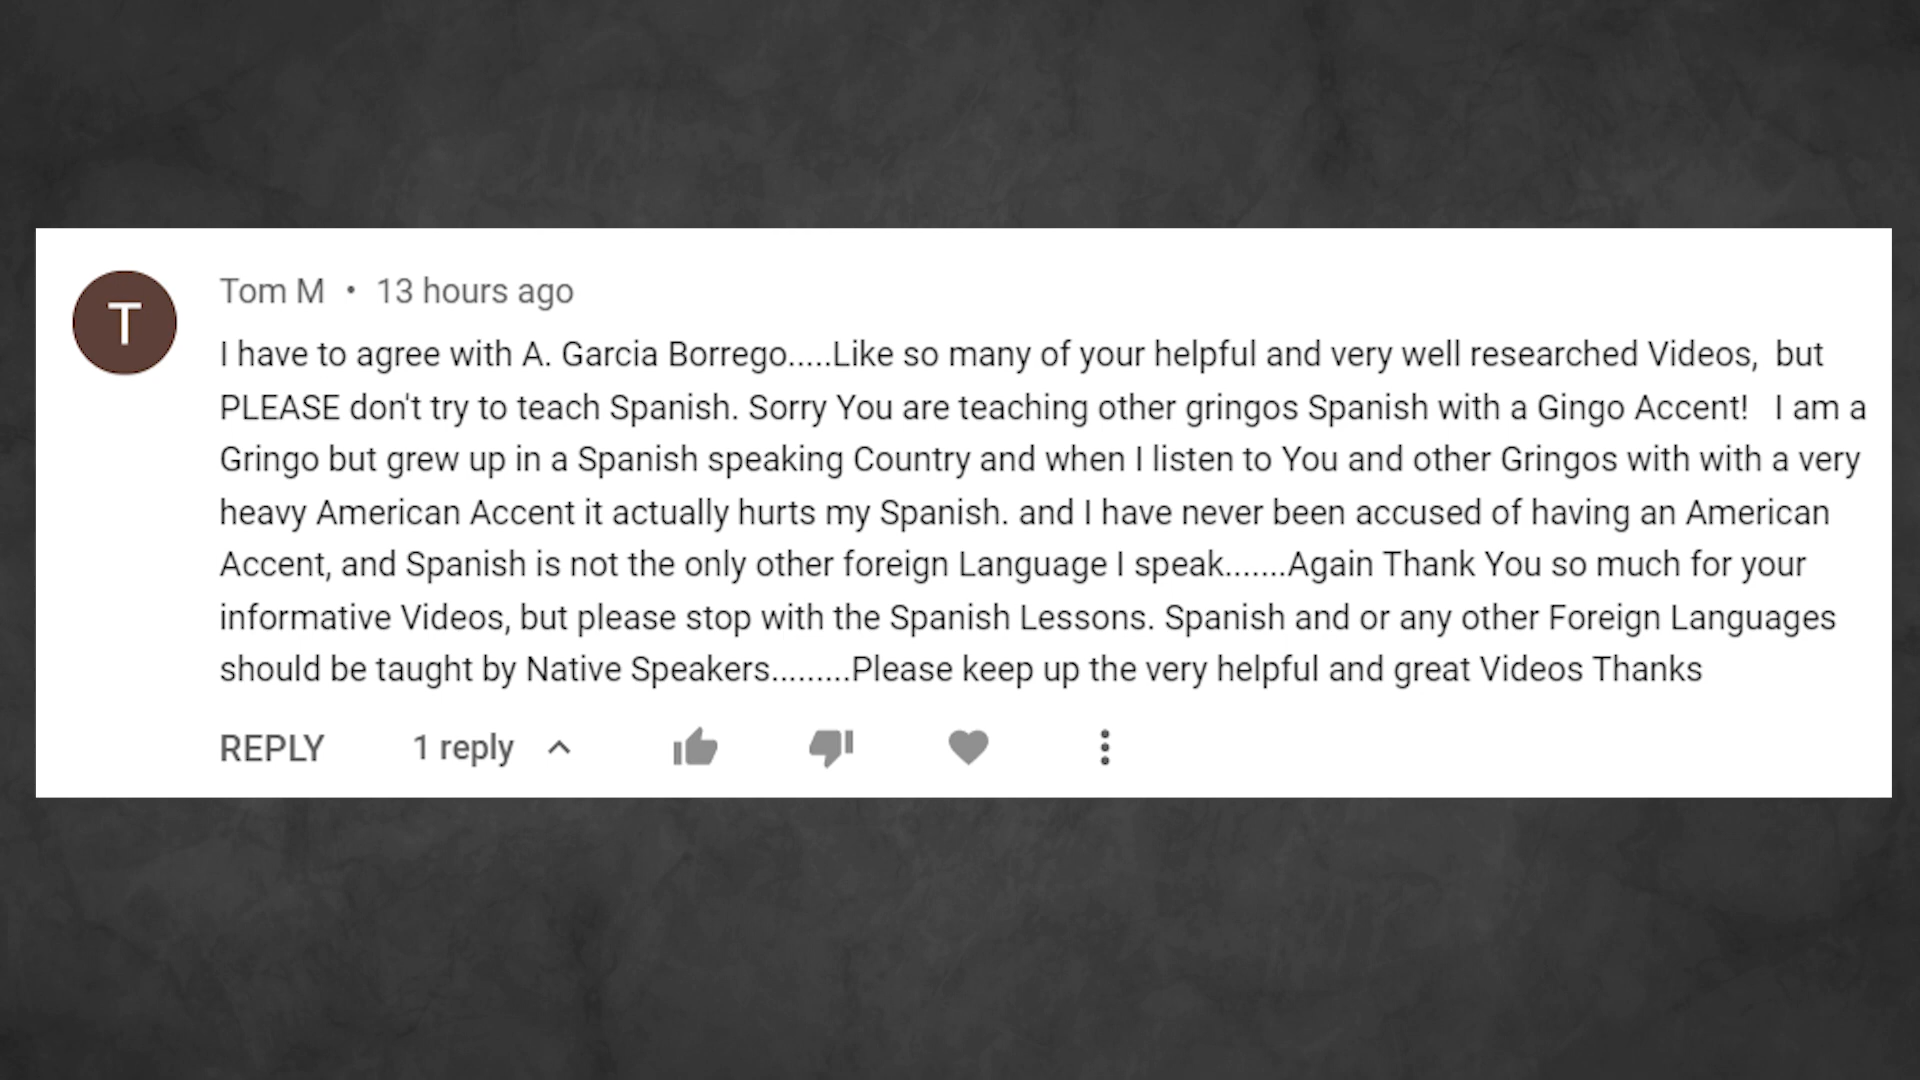 T
Tom M • 13 hours ago
I have to agree with A. Garcia Borrego.....Like so many of your helpful and very well researched Videos,  but
PLEASE don't try to teach Spanish. Sorry You are teaching other gringos Spanish with a Gingo Accent!   I am a
Gringo but grew up in a Spanish speaking Country and when I listen to You and other Gringos with with a very
heavy American Accent it actually hurts my Spanish. and I have never been accused of having an American
Accent, and Spanish is not the only other foreign Language I speak.......Again Thank You so much for your
informative Videos, but please stop with the Spanish Lessons. Spanish and or any other Foreign Languages
should be taught by Native Speakers.........Please keep up the very helpful and great Videos Thanks
REPLY 1 reply